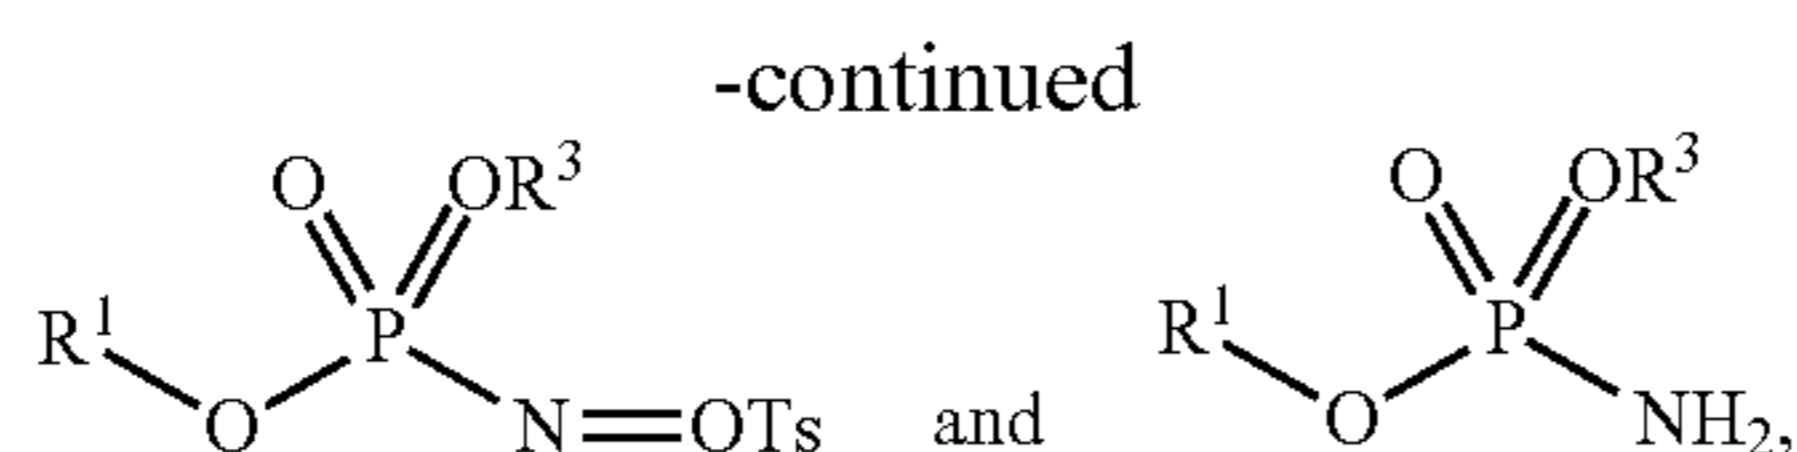 -continued
O OR³ O OR³
R¹ P R¹ P
O N OTs and O NH₂,